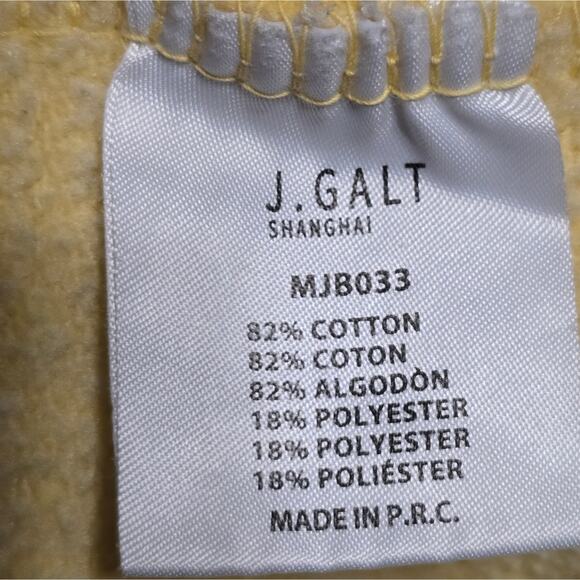 J.GALT
SHANGHAI
MJB033
82% COTTON
82% COTON
82% ALGODÒN
18% POLYESTER
18% POLYESTER
18% POLIÉSTER
MADE IN P.R.C.